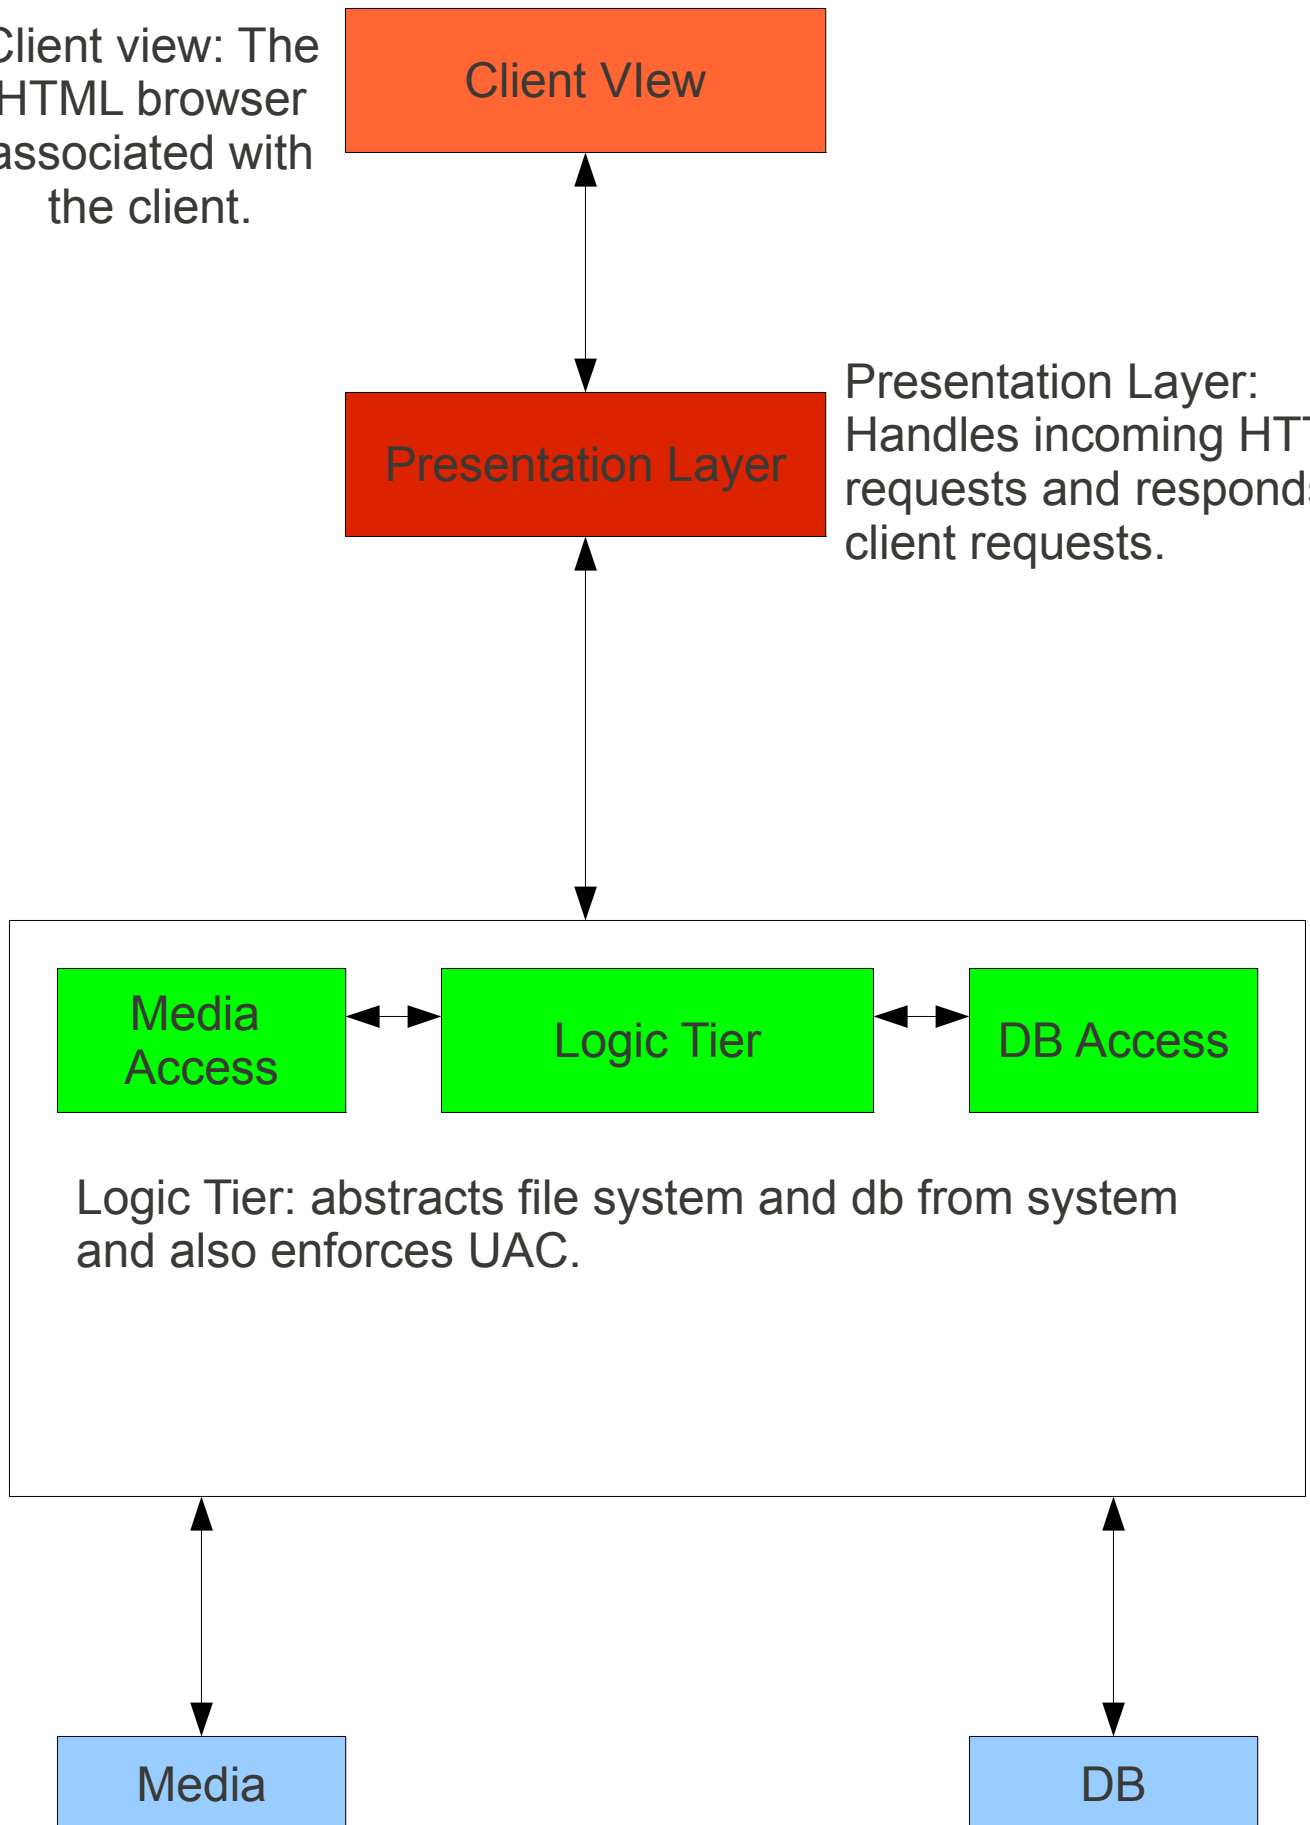 Client view: The
HTML browser
associated with
the client.
Client VIew
Presentation Layer
Presentation Layer:
Handles incoming HT
requests and responds
client requests.
Media
Access
Logic Tier
DB Access
Logic Tier: abstracts file system and db from system
and also enforces UAC.
Media
DB